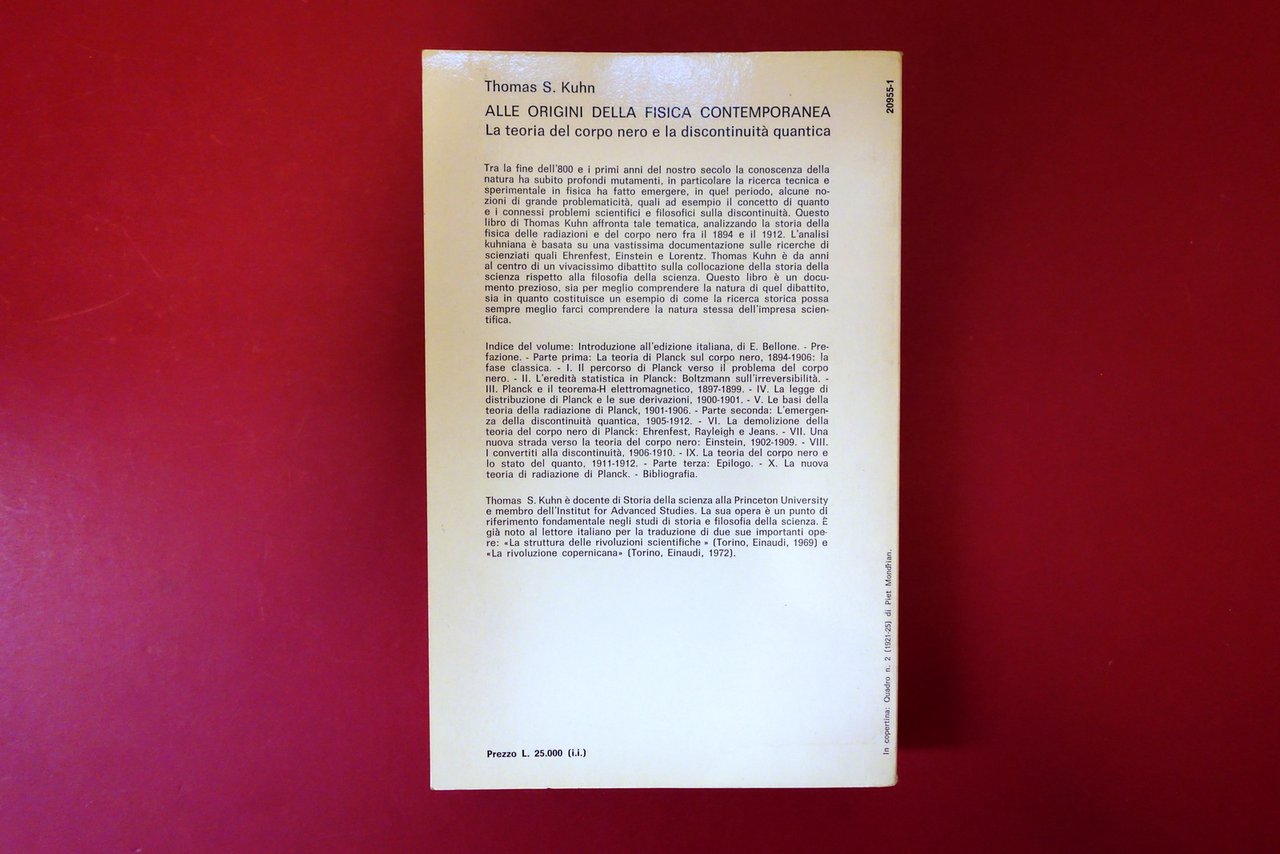 Thomas S. Kuhn
ALLE ORIGINI DELLA FISICA CONTEMPORANEA
La teoria del corpo nero e la discontinuità quantica
Tra la fine dell'800 e i primi anni del nostro secolo la conoscenza della
natura ha subito profondi mutamenti, in particolare la ricerca tecnica e
sperimentale in fisica ha fatto emergere, in quel periodo, alcune no-
zioni di grande problematicità, quali ad esempio il concetto di quanto
e i connessi problemi scientifici e filosofici sulla discontinuità. Questo
libro di Thomas Kuhn affronta tale tematica, analizzando la storia della
fisica delle radiazioni e del corpo nero fra il 1894 e il 1912. L'analisi
kuhniana è basata su una vastissima documentazione sulle ricerche di
scienziati quali Ehrenfest, Einstein e Lorentz. Thomas Kuhn è da anni
al centro di un vivacissimo dibattito sulla collocazione della storia della
scienza rispetto alla filosofia della scienza. Questo libro è un docu-
mento prezioso, sia per meglio comprendere la natura di quel dibattito,
sia in quanto costituisce un esempio di come la ricerca storica possa
sempre meglio farci comprendere la natura stessa dell'impresa scien-
tifica.
Indice del volume: Introduzione all'edizione italiana, di E. Bellone. - Pre-
fazione. - Parte prima: La teoria di Planck sul corpo nero, 1894-1906: la
fase classica. - I. Il percorso di Planck verso il problema del corpo
nero. - II. L'eredità statistica in Planck: Boltzmann sull'irreversibilità. -
III. Planck e il teorema-H elettromagnetico, 1897-1899. - IV. La legge di
distribuzione di Planck e le sue derivazioni, 1900-1901. - V. Le basi della
teoria della radiazione di Planck, 1901-1906. - Parte seconda: L'emergen-
za della discontinuità quantica, 1905-1912. - VI. La demolizione della
teoria del corpo nero di Planck: Ehrenfest, Rayleigh e Jeans. - VII. Una
nuova strada verso la teoria del corpo nero: Einstein, 1902-1909. - VIII.
I convertiti alla discontinuità, 1906-1910. - IX. La teoria del corpo nero e
lo stato del quanto, 1911-1912. - Parte terza: Epilogo. - X. La nuova
teoria di radiazione di Planck. - Bibliografia.
Thomas S. Kuhn è docente di Storia della scienza alla Princeton University
e membro dell'Institut for Advanced Studies. La sua opera è un punto di
riferimento fondamentale negli studi di storia e filosofia della scienza. È
già noto al lettore italiano per la traduzione di due sue importanti ope-
re: «La struttura delle rivoluzioni scientifiche » (Torino, Einaudi, 1969) e
«La rivoluzione copernicana» (Torino, Einaudi, 1972).
Prezzo L. 25.000 (i.i.)
20955-1
In copertina: Quadro n. 2 (1921-25) di Piet Mondrian.